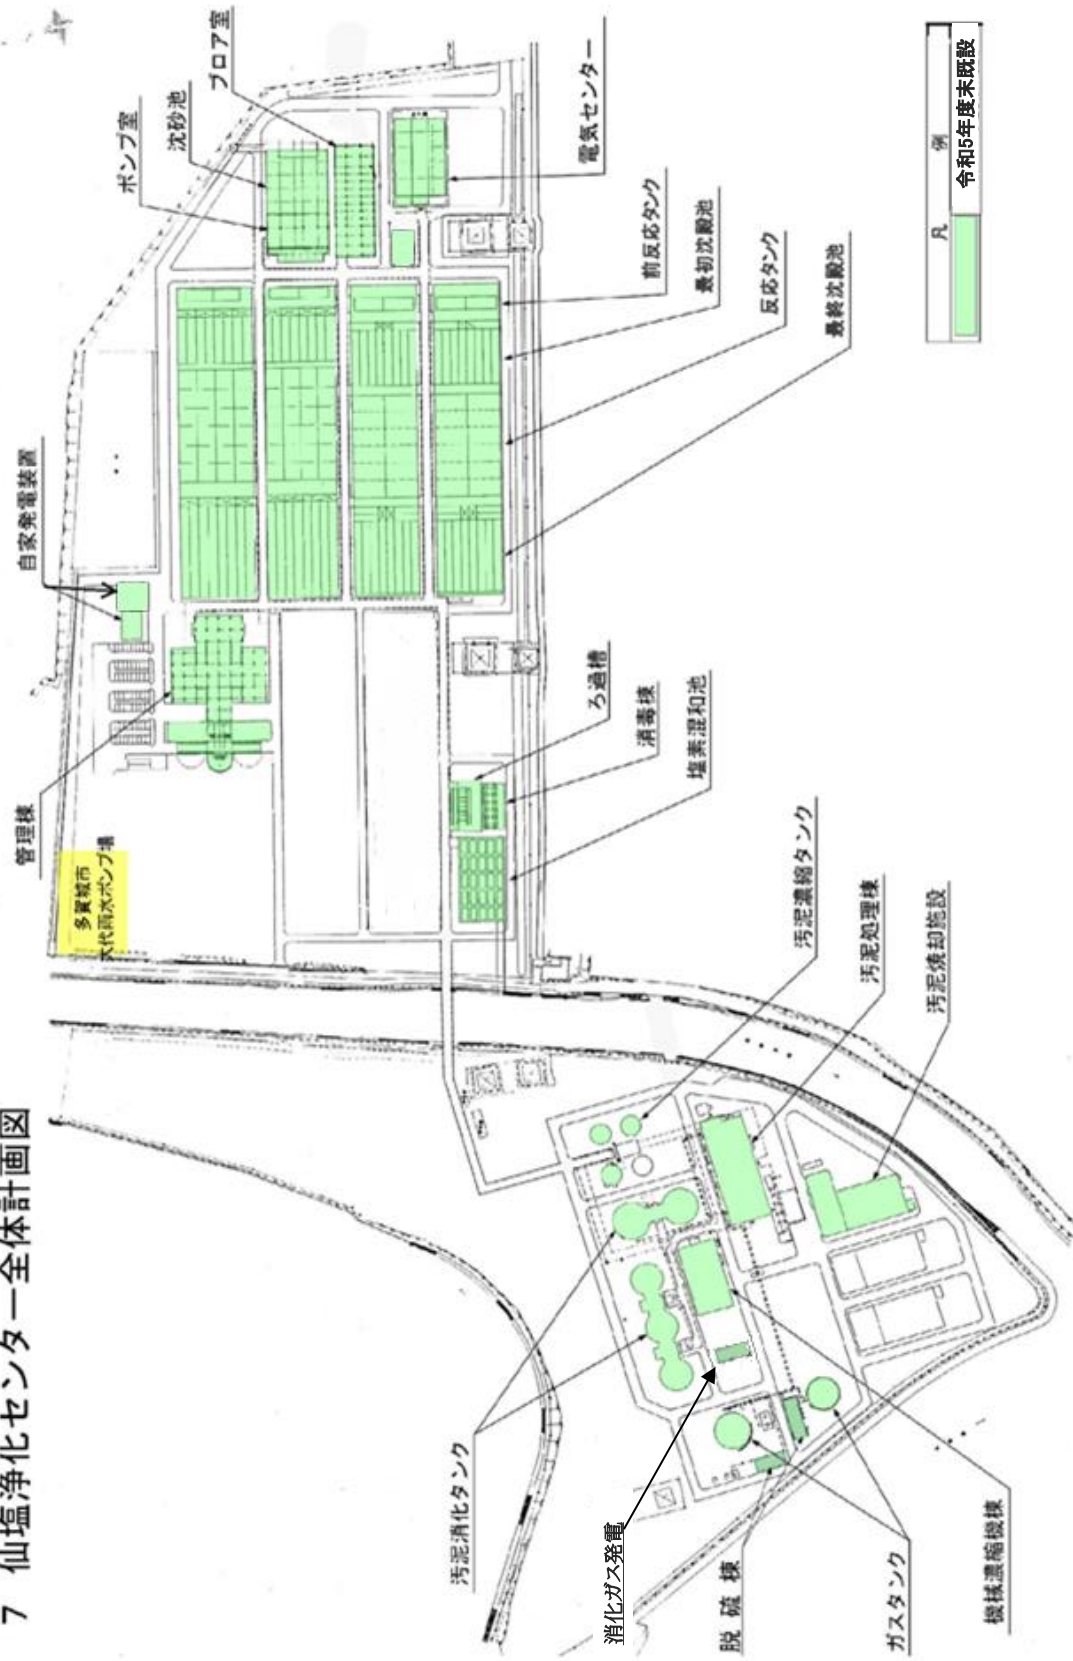 7 仙塩浄化センター全体計画図
管理棟
自家発電装置
ポンプ室
沈砂池
ブロア室
電気センター
前反応タンク
最初沈殿池
反応タンク
最終沈殿池
ろ過槽
消毒棟
塩素混和池
多賀城市
大代雨水ポンプ場
汚泥濃縮タンク
汚泥処理棟
汚泥焼却施設
汚泥消化タンク
消化ガス発電
脱硫棟
ガスタンク
機械濃縮機棟
凡例
令和5年度末既設